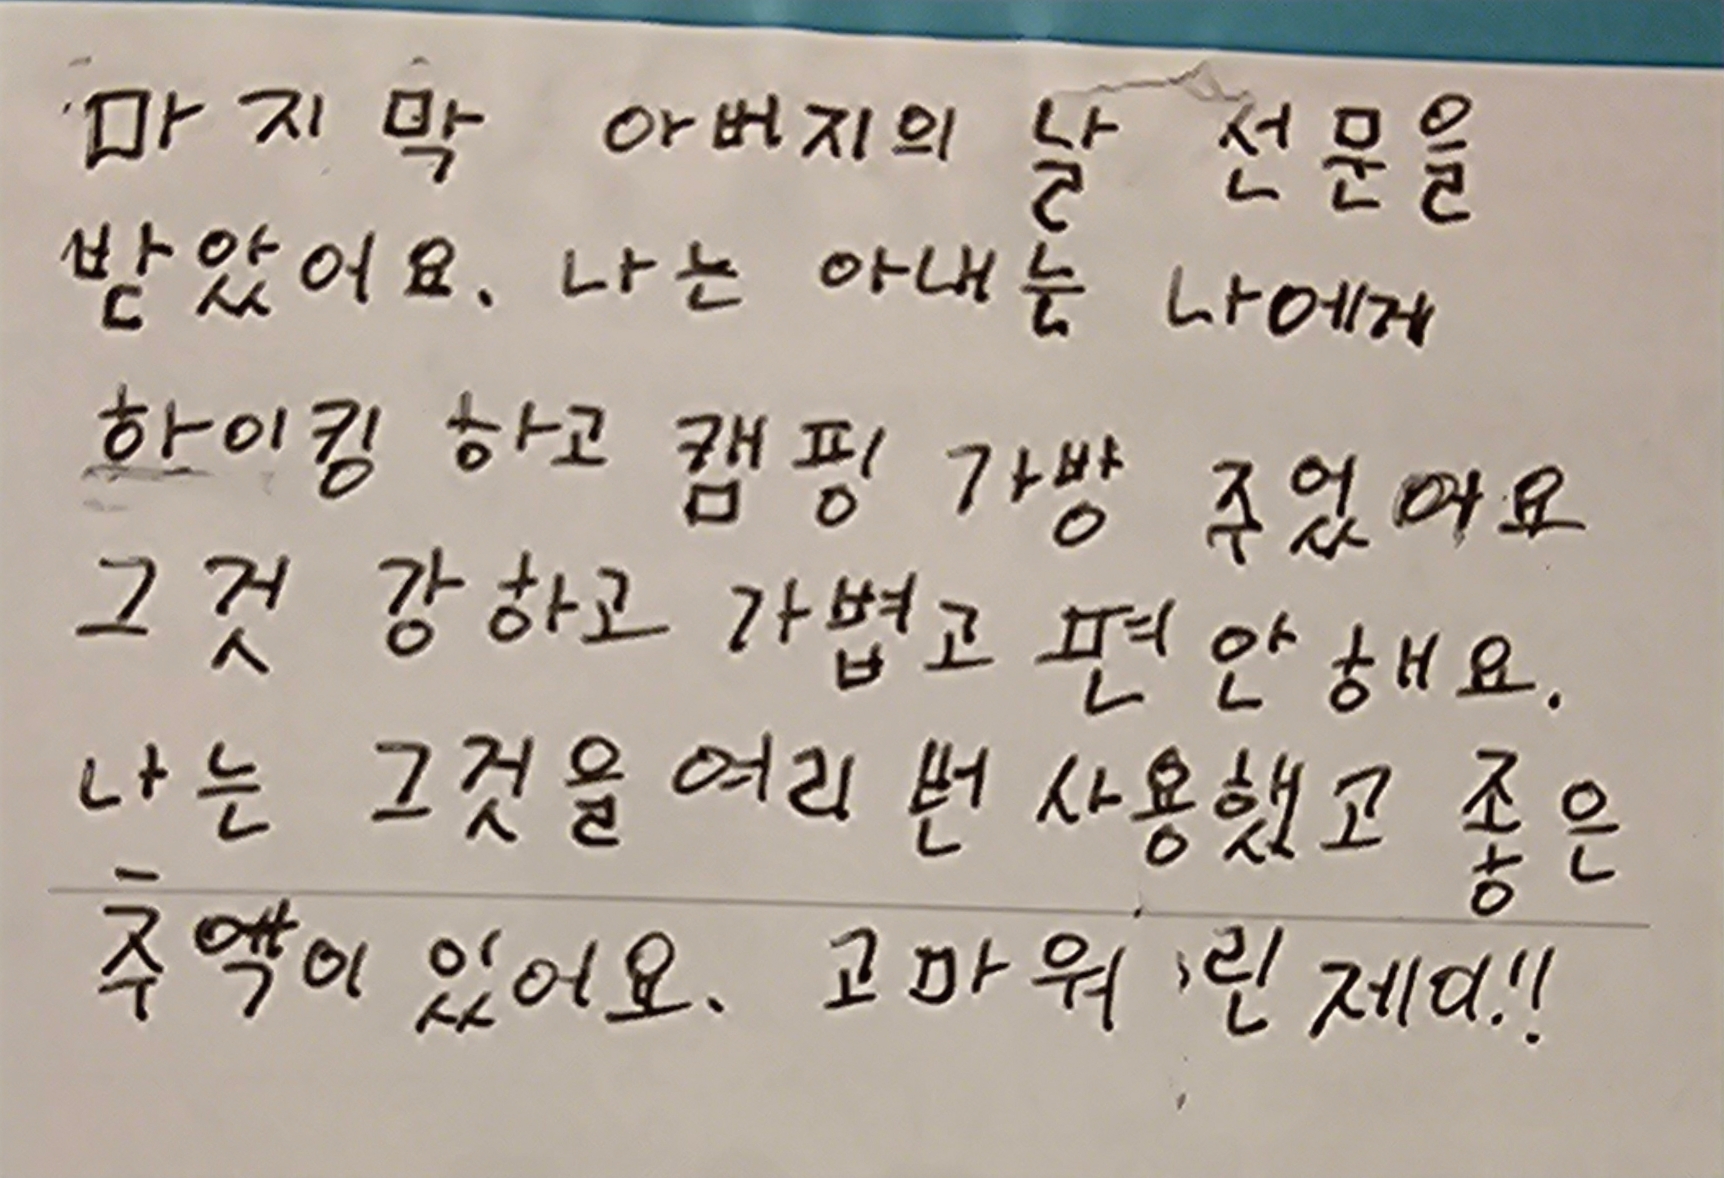 마지막 아버지의 날 선문을
받았어요. 나는 아내는 나에게
하이킹 하고 캠핑 가방 주었어요
그것 강하고 가볍고 편안해요.
나는 그것을 여리 번 사용했고 좋은
추액이 있어요. 고마워 린제이!!